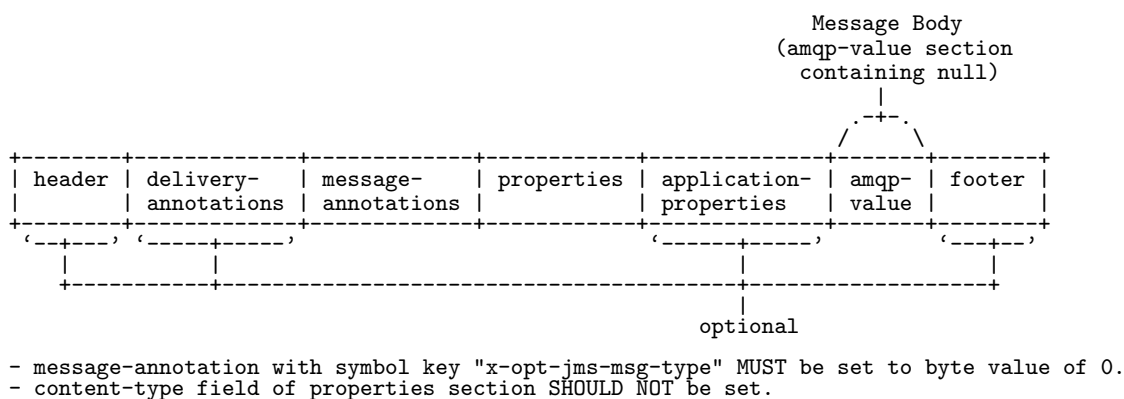 Message Body
(amqp-value section
containing null)
|
.-+-.
/     \
+--------+-------------+-------------+------------+---------------+-------+--------+
| header | delivery-   | message-    | properties | application-  | amqp- | footer |
|        | annotations | annotations |            | properties    | value |        |
+--------+-------------+-------------+------------+---------------+-------+--------+
‘--+---’ ‘-----+-----’ ‘------+-----’ ‘---+--’
|           |                                         |                   |
+-----------+-----------------------------------------+-------------------+
|
optional
- message-annotation with symbol key "x-opt-jms-msg-type" MUST be set to byte value of 0.
- content-type field of properties section SHOULD NOT be set.